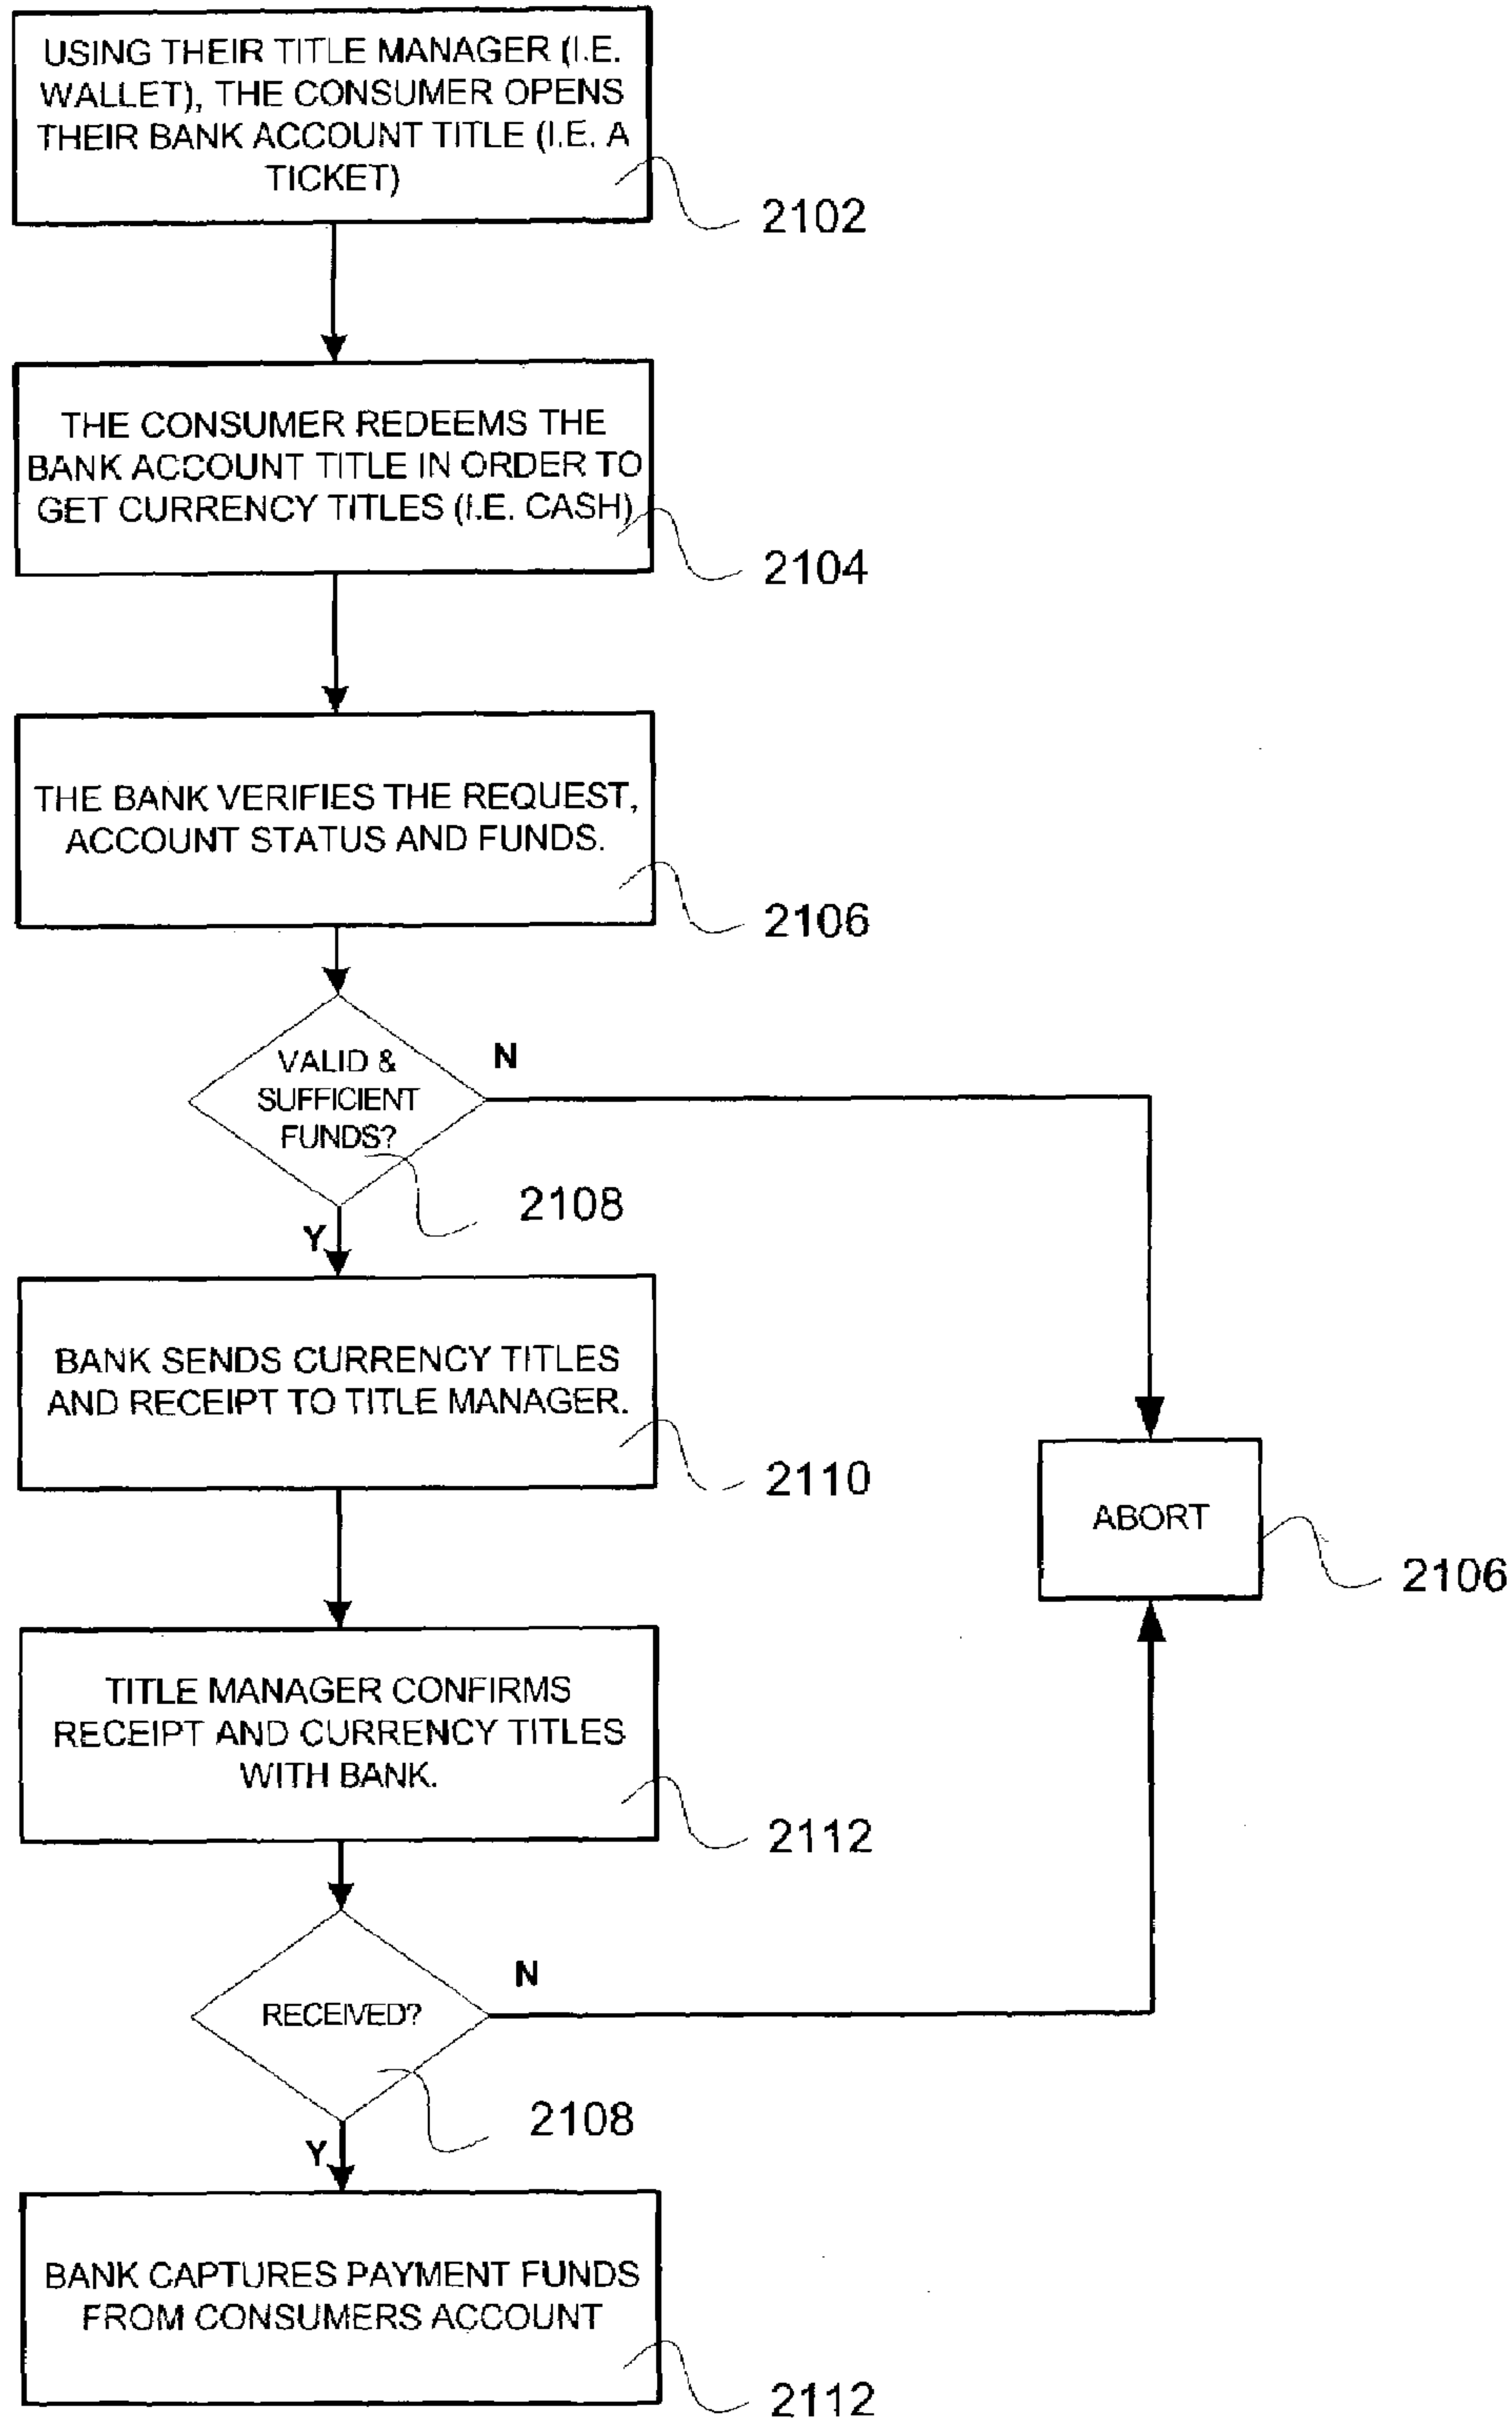 USING THEIR TITLE MANAGER (I.E.
WALLET), THE CONSUMER OPENS
THEIR BANK ACCOUNT TITLE (I.E. A
TICKET)
2102
THE CONSUMER REDEEMS THE
BANK ACCOUNT TITLE IN ORDER TO
GET CURRENCY TITLES (I.E. CASH)
2104
THE BANK VERIFIES THE REQUEST,
ACCOUNT STATUS AND FUNDS.
2106
VALID &
SUFFICIENT
FUNDS?
N
2108
Y
BANK SENDS CURRENCY TITLES
AND RECEIPT TO TITLE MANAGER.
2110
ABORT
2106
TITLE MANAGER CONFIRMS
RECEIPT AND CURRENCY TITLES
WITH BANK.
2112
RECEIVED?
N
2108
Y
BANK CAPTURES PAYMENT FUNDS
FROM CONSUMERS ACCOUNT
2112